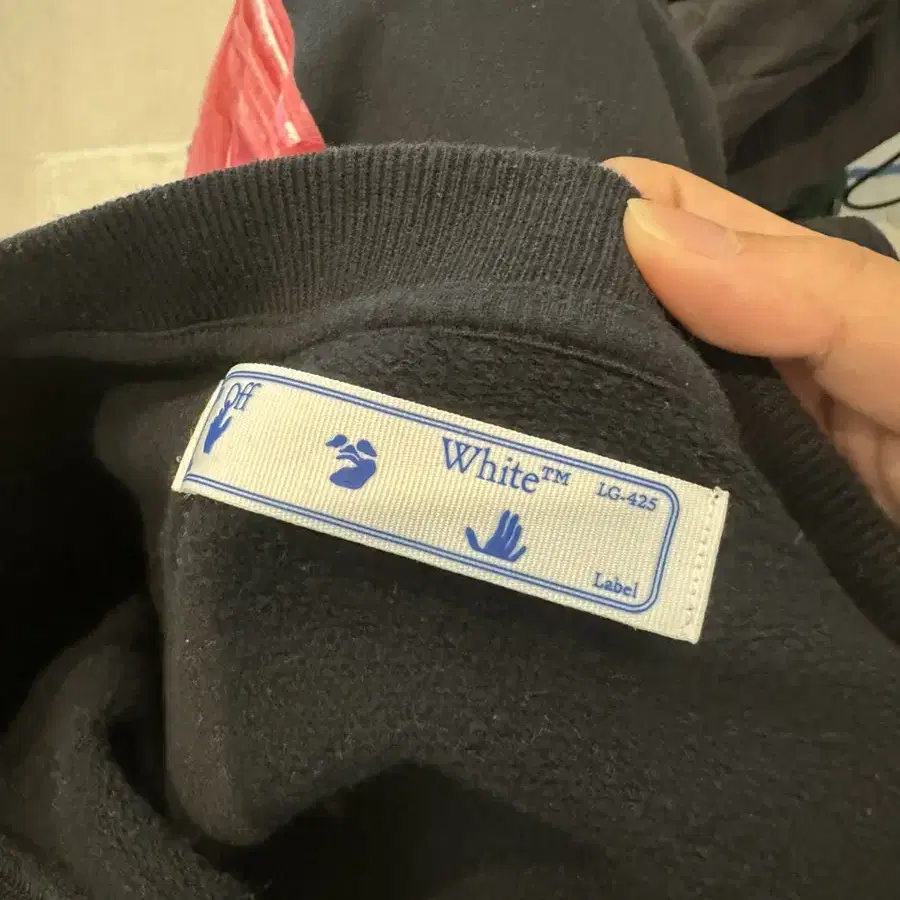 Off
White™
LG-425
Label